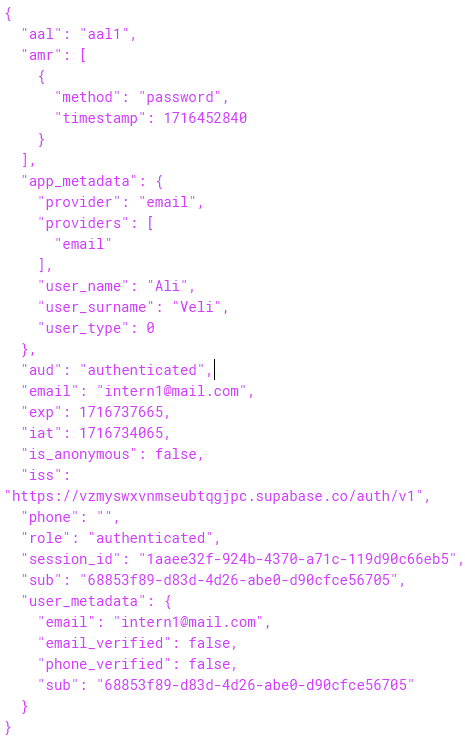 {
  "aal": "aal1",
  "amr": [
    {
      "method": "password",
      "timestamp": 1716452840
    }
  ],
  "app_metadata": {
    "provider": "email",
    "providers": [
      "email"
    ],
    "user_name": "Ali",
    "user_surname": "Veli",
    "user_type": 0
  },
  "aud": "authenticated",
  "email": "intern1@mail.com",
  "exp": 1716737665,
  "iat": 1716734065,
  "is_anonymous": false,
  "iss":
"https://vzmyswxvnmseubtqgjpc.supabase.co/auth/v1",
  "phone": "",
  "role": "authenticated",
  "session_id": "1aaee32f-924b-4370-a71c-119d90c66eb5",
  "sub": "68853f89-d83d-4d26-abe0-d90cfce56705",
  "user_metadata": {
    "email": "intern1@mail.com",
    "email_verified": false,
    "phone_verified": false,
    "sub": "68853f89-d83d-4d26-abe0-d90cfce56705"
  }
}